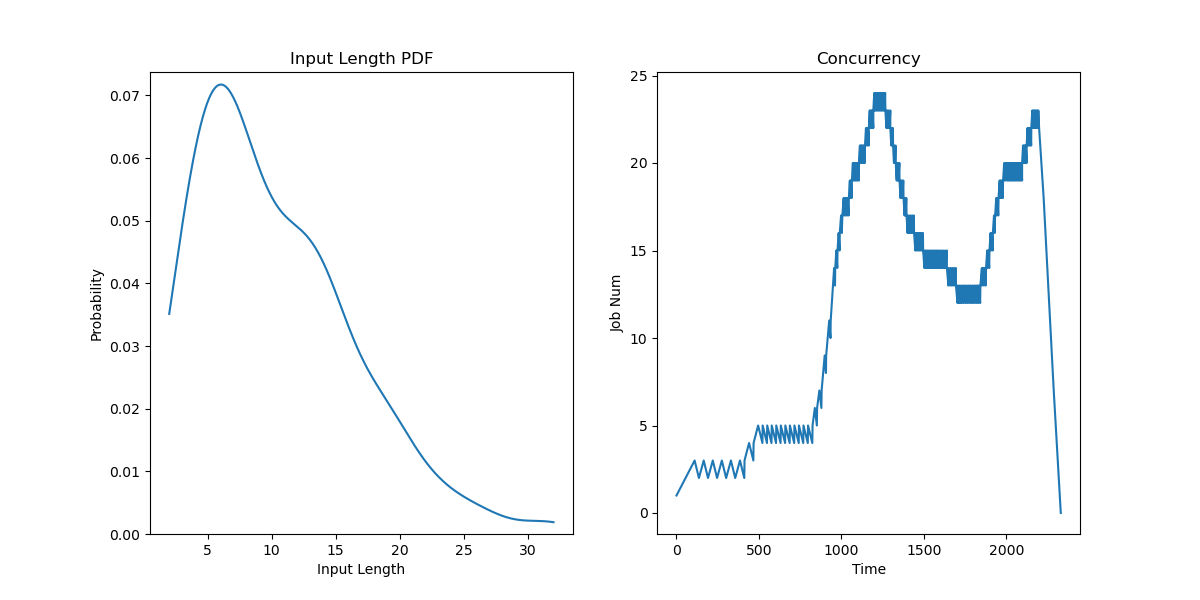 Input Length PDF
Probability
0.07
0.06
0.05
0.04
0.03
0.02
0.01
0.00
5 10 15 20 25 30
Input Length
Concurrency
Job Num
25
20
15
10
5
0
0 500 1000 1500 2000
Time